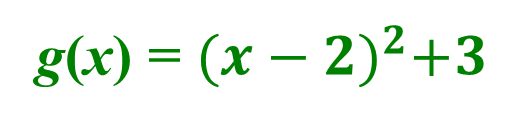 g(x) = (x − 2)²+3